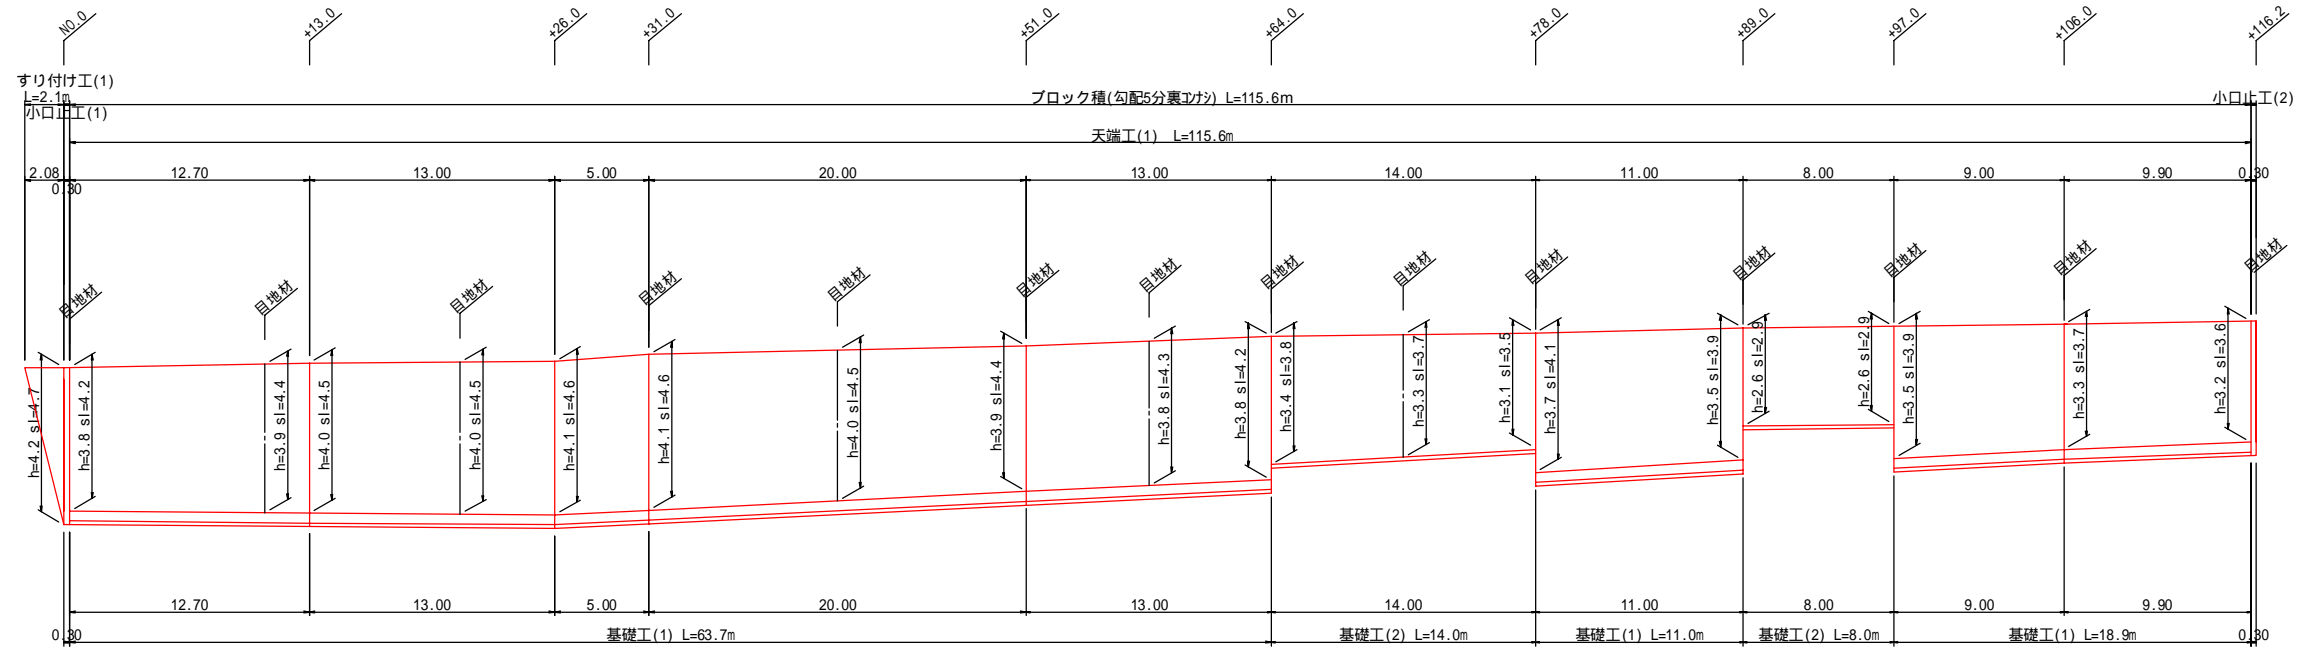 NO.0 +13.0 +26.0 +31.0 +51.0 +64.0 +78.0 +89.0 +97.0 +106.0 +116.2
すり付け工(1)
L=2.1m
小口止工(1)
ブロック積(勾配5分裏ｺﾝﾅｼ) L=115.6m
小口止工(2)
天端工(1) L=115.6m
2.08 0.30 12.70 13.00 5.00 20.00 13.00 14.00 11.00 8.00 9.00 9.90 0.30
目地材 目地材 目地材 目地材 目地材 目地材 目地材 目地材 目地材 目地材 目地材 目地材 目地材 目地材
h=4.2 sl=4.7
h=3.8 sl=4.2
h=3.9 sl=4.4
h=4.0 sl=4.5
h=4.0 sl=4.5
h=4.1 sl=4.6
h=4.1 sl=4.6
h=4.0 sl=4.5
h=3.9 sl=4.4
h=3.8 sl=4.3
h=3.8 sl=4.2
h=3.4 sl=3.8
h=3.3 sl=3.7
h=3.1 sl=3.5
h=3.7 sl=4.1
h=3.5 sl=3.9
h=2.6 sl=2.9
h=2.6 sl=2.9
h=3.5 sl=3.9
h=3.3 sl=3.7
h=3.2 sl=3.6
12.70 13.00 5.00 20.00 13.00 14.00 11.00 8.00 9.00 9.90
0.30 基礎工(1) L=63.7m 基礎工(2) L=14.0m 基礎工(1) L=11.0m 基礎工(2) L=8.0m 基礎工(1) L=18.9m 0.30